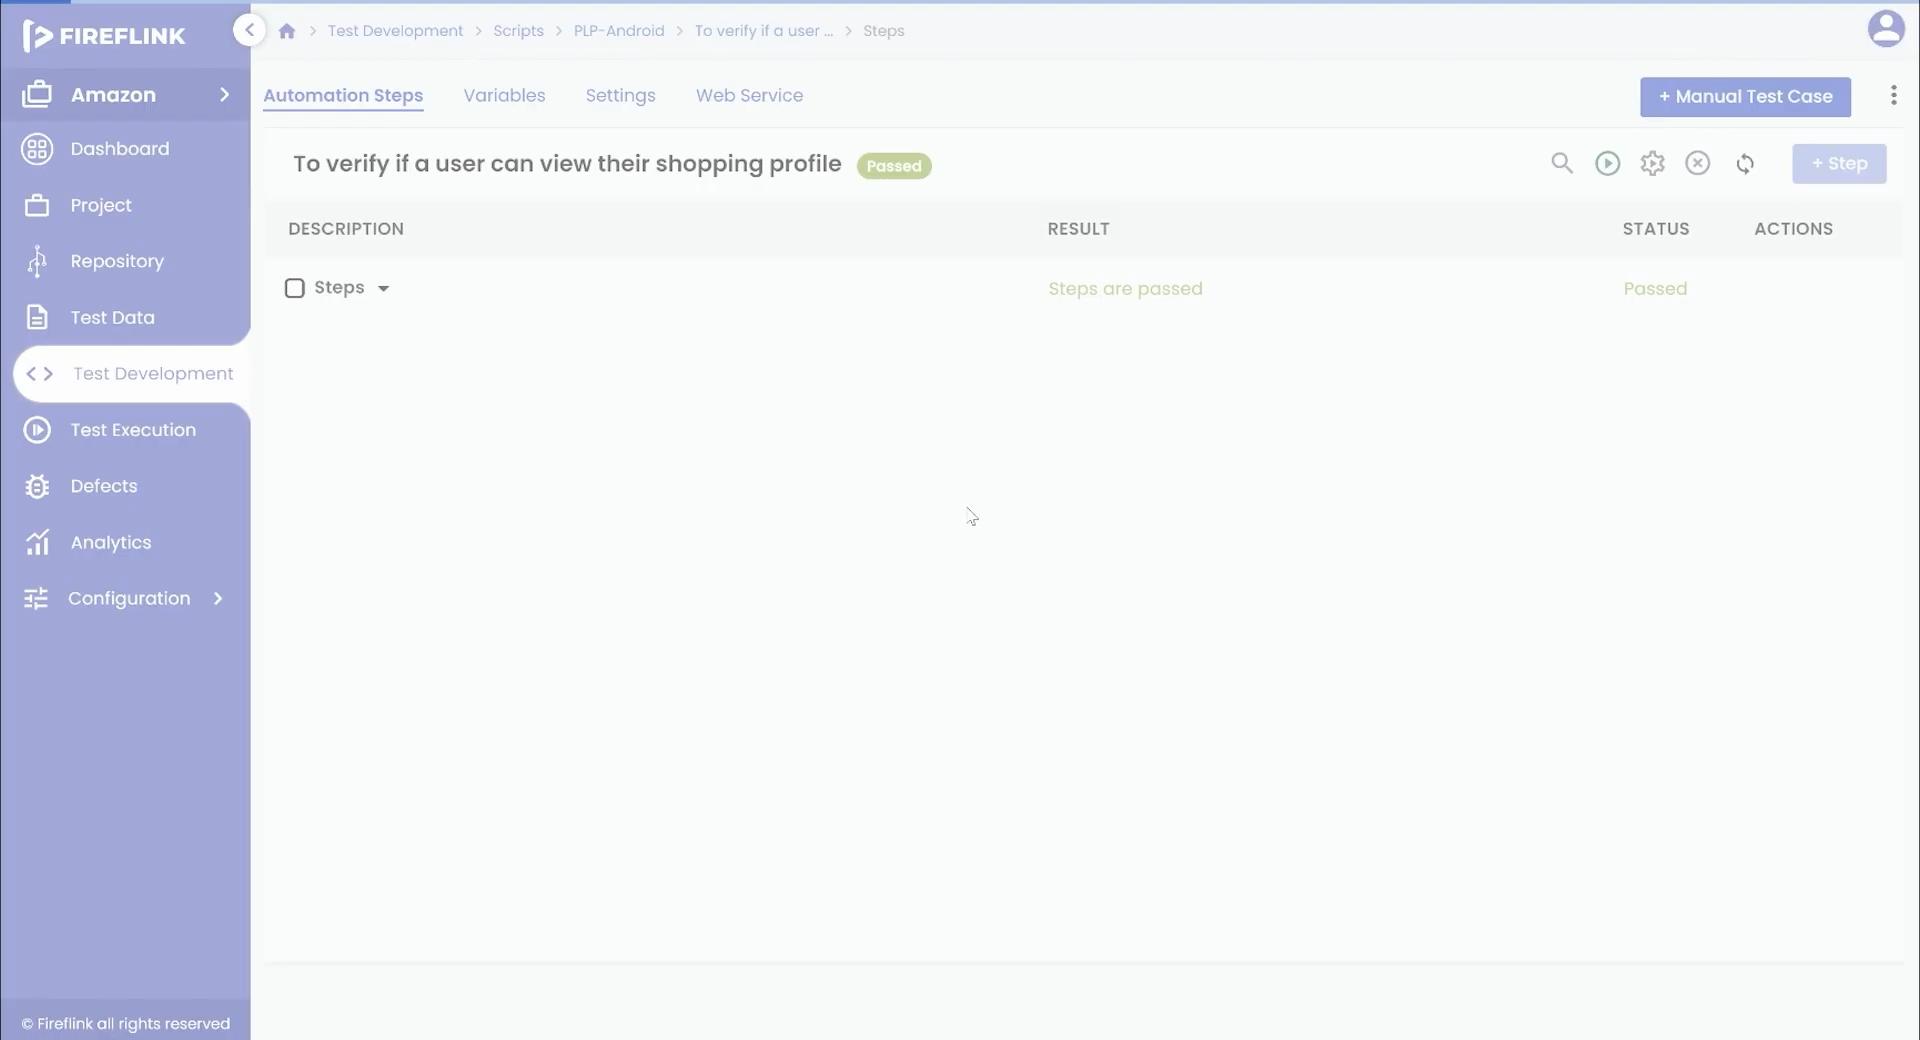 FIREFLINK
Test Development
Scripts
PLP-Android
To verify if a user ...
Steps
Amazon
Dashboard
Project
Repository
Test Data
Test Development
Test Execution
Defects
Analytics
Configuration
© Fireflink all rights reserved
Automation Steps
Variables
Settings
Web Service
+ Manual Test Case
To verify if a user can view their shopping profile
Passed
+ Step
DESCRIPTION
RESULT
STATUS
ACTIONS
Steps
Steps are passed
Passed